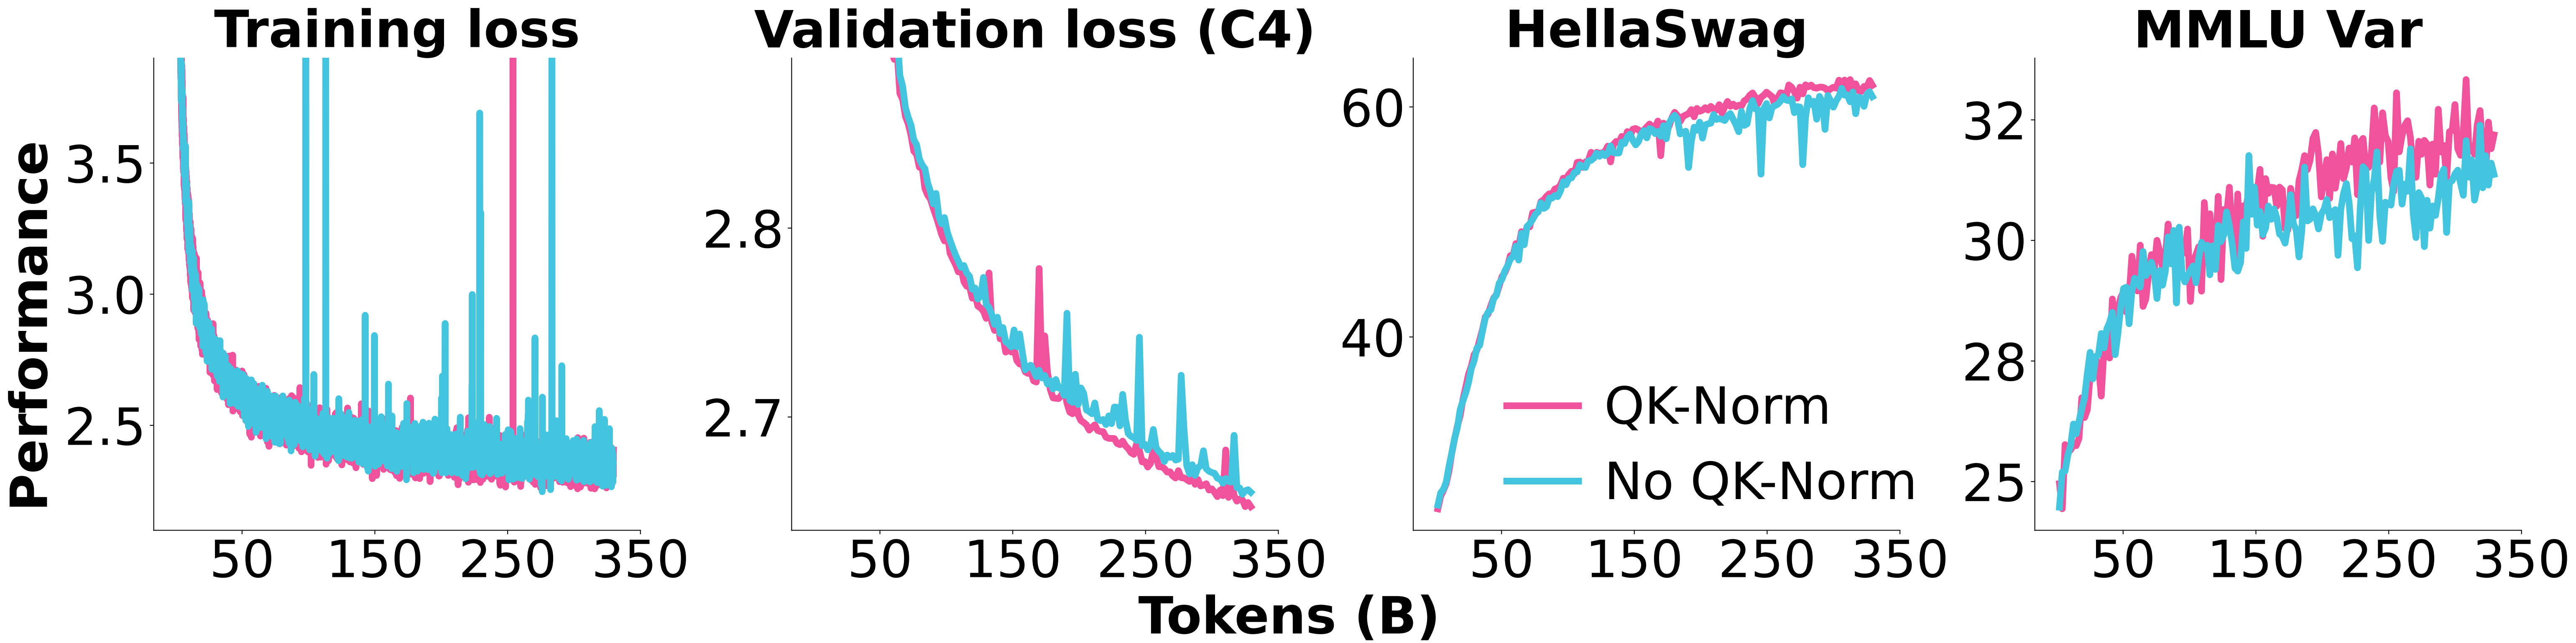 Training loss
Validation loss (C4)
HellaSwag
MMLU Var
Performance
3.5
3.0
2.5
50 150 250 350
2.8
2.7
50 150 250 350
60
40
QK-Norm
No QK-Norm
50 150 250 350
32
30
28
25
50 150 250 350
Tokens (B)